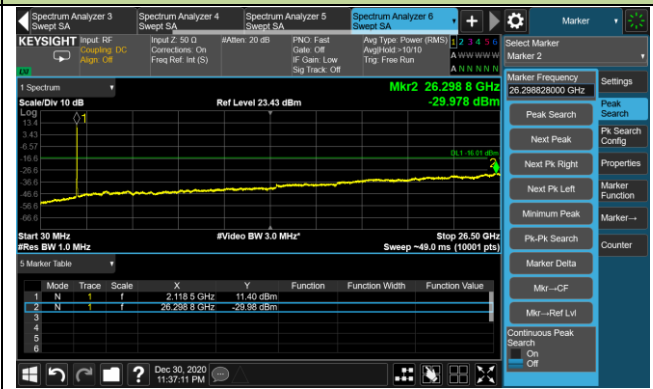 Spectrum Analyzer 3
Swept SA
Spectrum Analyzer 4
Swept SA
Spectrum Analyzer 5
Swept SA
Spectrum Analyzer 6
Swept SA
+
Marker
KEYSIGHT
Input: RF
Coupling: DC
Align: Off
Input Z: 50 Ω
Corrections: On
Freq Ref: Int (S)
#Atten: 20 dB
PNO: Fast
Gate: Off
IF Gain: Low
Sig Track: Off
Avg Type: Power (RMS)
Avg|Hold:>10/10
Trig: Free Run
1 2 3 4 5 6
A W W W W W
A N N N N N
Select Marker
Marker 2
1 Spectrum
Scale/Div 10 dB
Ref Level 23.43 dBm
Mkr2 26.298 8 GHz
-29.978 dBm
Log
13.4
3.43
-6.57
-16.6
-26.6
-36.6
-46.6
-56.6
-66.6
1
DL1 -16.01 dBm
2
Start 30 MHz
#Res BW 1.0 MHz
#Video BW 3.0 MHz*
Stop 26.50 GHz
Sweep ~49.0 ms (10001 pts)
5 Marker Table
Mode Trace Scale X Y Function Function Width Function Value
1 N 1 f 2.118 5 GHz 11.40 dBm
2 N 1 f 26.298 8 GHz -29.98 dBm
3
4
5
6
Marker Frequency
26.298828000 GHz
Peak Search
Next Peak
Next Pk Right
Next Pk Left
Minimum Peak
Pk-Pk Search
Marker Delta
Mkr→CF
Mkr→Ref Lvl
Continuous Peak
Search
On
Off
Settings
Peak
Search
Pk Search
Config
Properties
Marker
Function
Marker→
Counter
?
Dec 30, 2020
11:37:11 PM